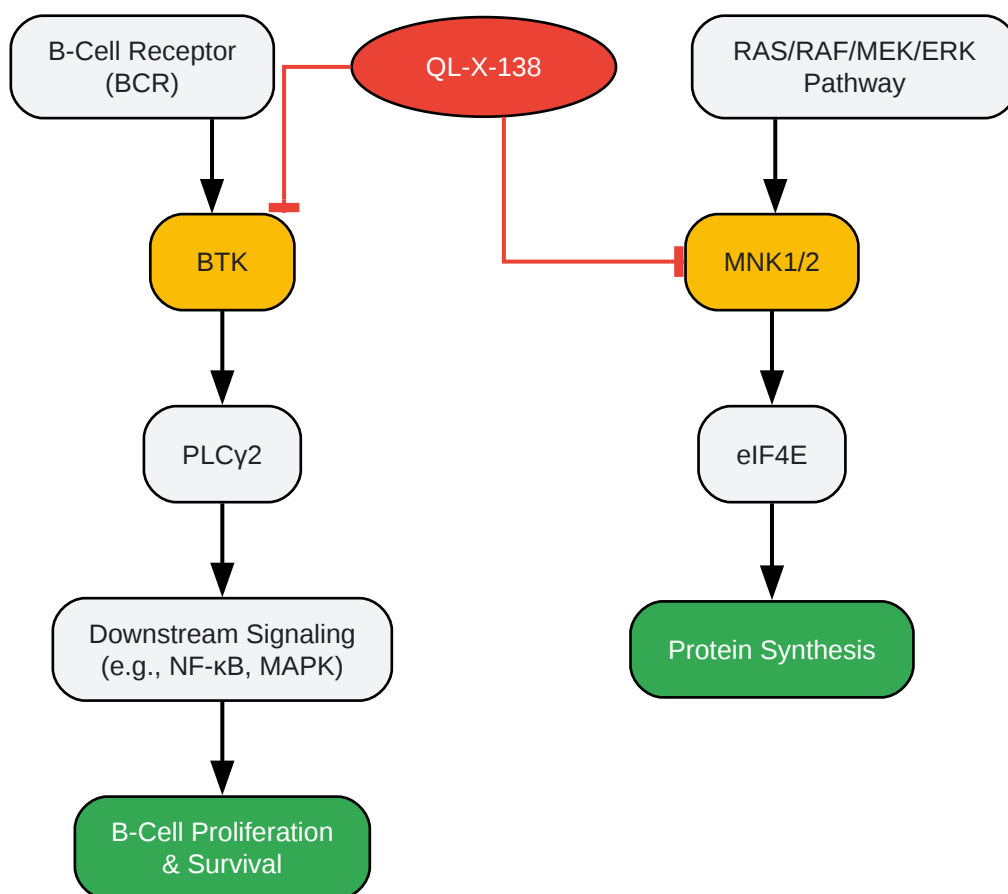 B-Cell Receptor
(BCR)
QL-X-138
RAS/RAF/MEK/ERK
Pathway
BTK
MNK1/2
PLCγ2
eIF4E
Downstream Signaling
(e.g., NF-κB, MAPK)
Protein Synthesis
B-Cell Proliferation
& Survival